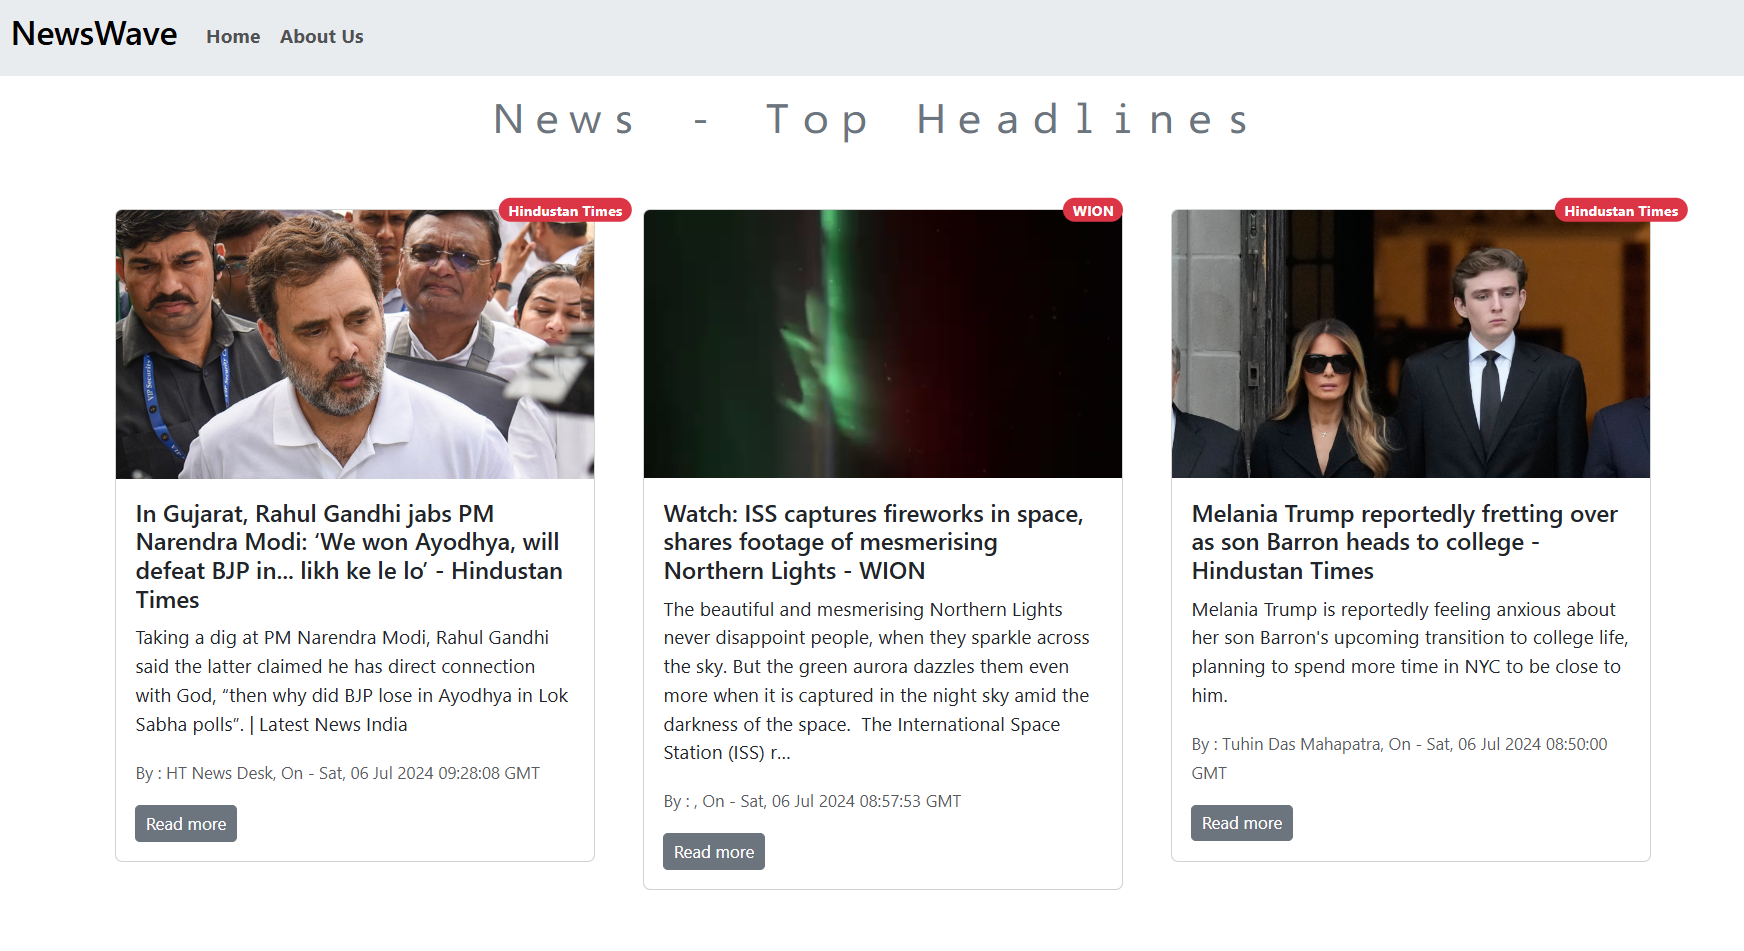 NewsWave Home About Us
News - Top Headlines
Hindustan Times
VIP Security
In Gujarat, Rahul Gandhi jabs PM
Narendra Modi: ‘We won Ayodhya, will
defeat BJP in... likh ke le lo’ - Hindustan
Times
Taking a dig at PM Narendra Modi, Rahul Gandhi
said the latter claimed he has direct connection
with God, “then why did BJP lose in Ayodhya in Lok
Sabha polls”. | Latest News India
By : HT News Desk, On - Sat, 06 Jul 2024 09:28:08 GMT
Read more
WION
Watch: ISS captures fireworks in space,
shares footage of mesmerising
Northern Lights - WION
The beautiful and mesmerising Northern Lights
never disappoint people, when they sparkle across
the sky. But the green aurora dazzles them even
more when it is captured in the night sky amid the
darkness of the space.  The International Space
Station (ISS) r...
By : , On - Sat, 06 Jul 2024 08:57:53 GMT
Read more
Hindustan Times
Melania Trump reportedly fretting over
as son Barron heads to college -
Hindustan Times
Melania Trump is reportedly feeling anxious about
her son Barron's upcoming transition to college life,
planning to spend more time in NYC to be close to
him.
By : Tuhin Das Mahapatra, On - Sat, 06 Jul 2024 08:50:00
GMT
Read more